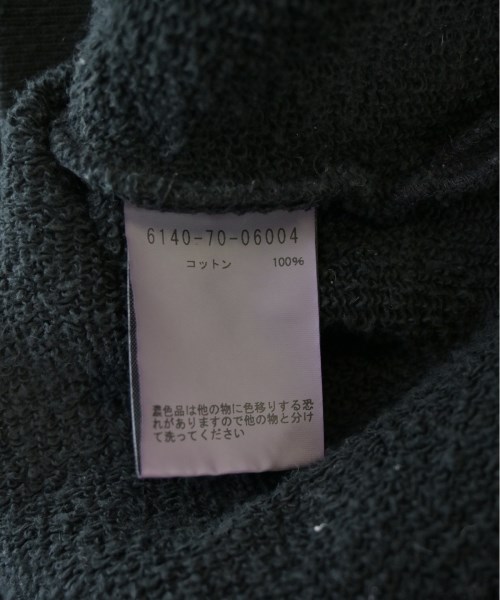 6140-70-06004
コットン 100%
濃色品は他の物に色移りする恐
れがありますので他の物と分け
て洗ってください